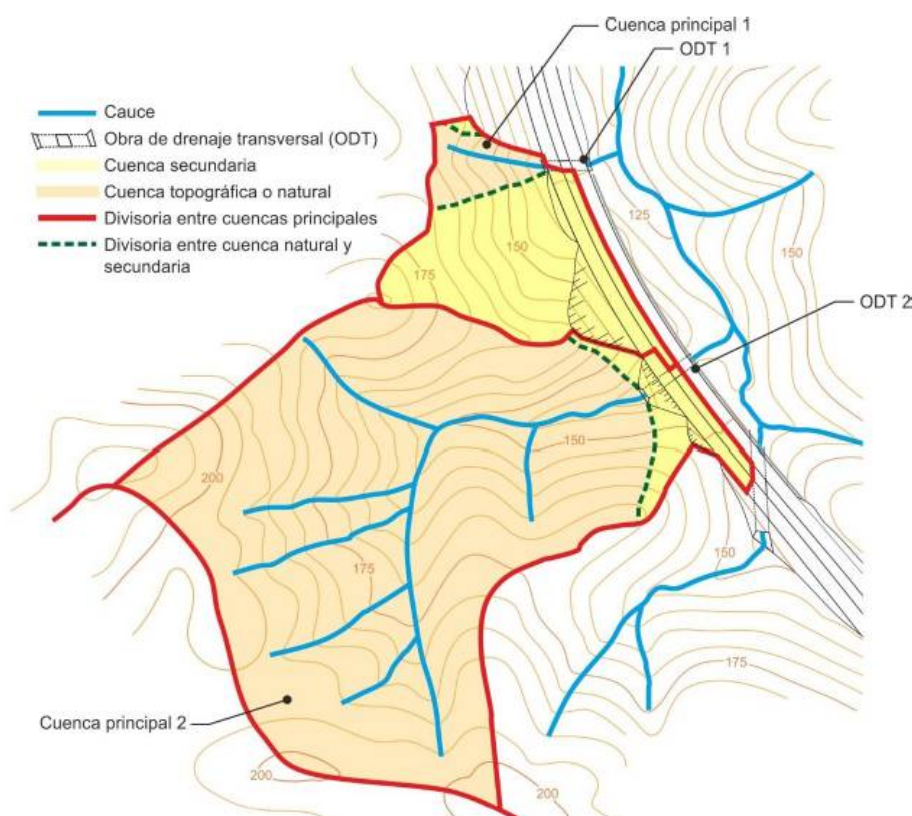 Cuenca principal 1
ODT 1
Cauce
Obra de drenaje transversal (ODT)
Cuenca secundaria
Cuenca topográfica o natural
Divisoria entre cuencas principales
Divisoria entre cuenca natural y
secundaria
125
150
150
175
ODT 2
150
200
150
175
175
Cuenca principal 2
200
200